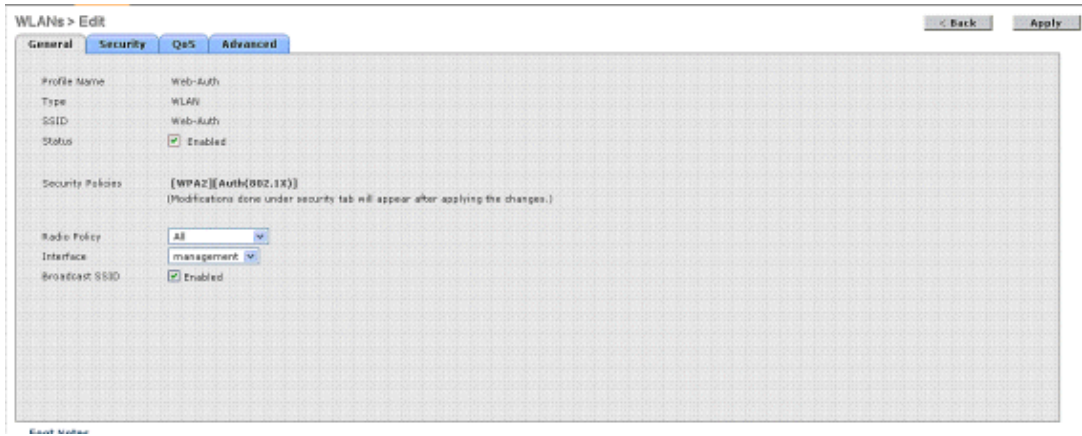 WLANs > Edit
< Back Apply
General Security QoS Advanced
Profile Name Web-Auth
Type WLAN
SSID Web-Auth
Status Enabled
Security Policies [WPA2][Auth(802.1X)]
(Modifications done under security tab will appear after applying the changes.)
Radio Policy All
Interface management
Broadcast SSID Enabled
Foot Notes